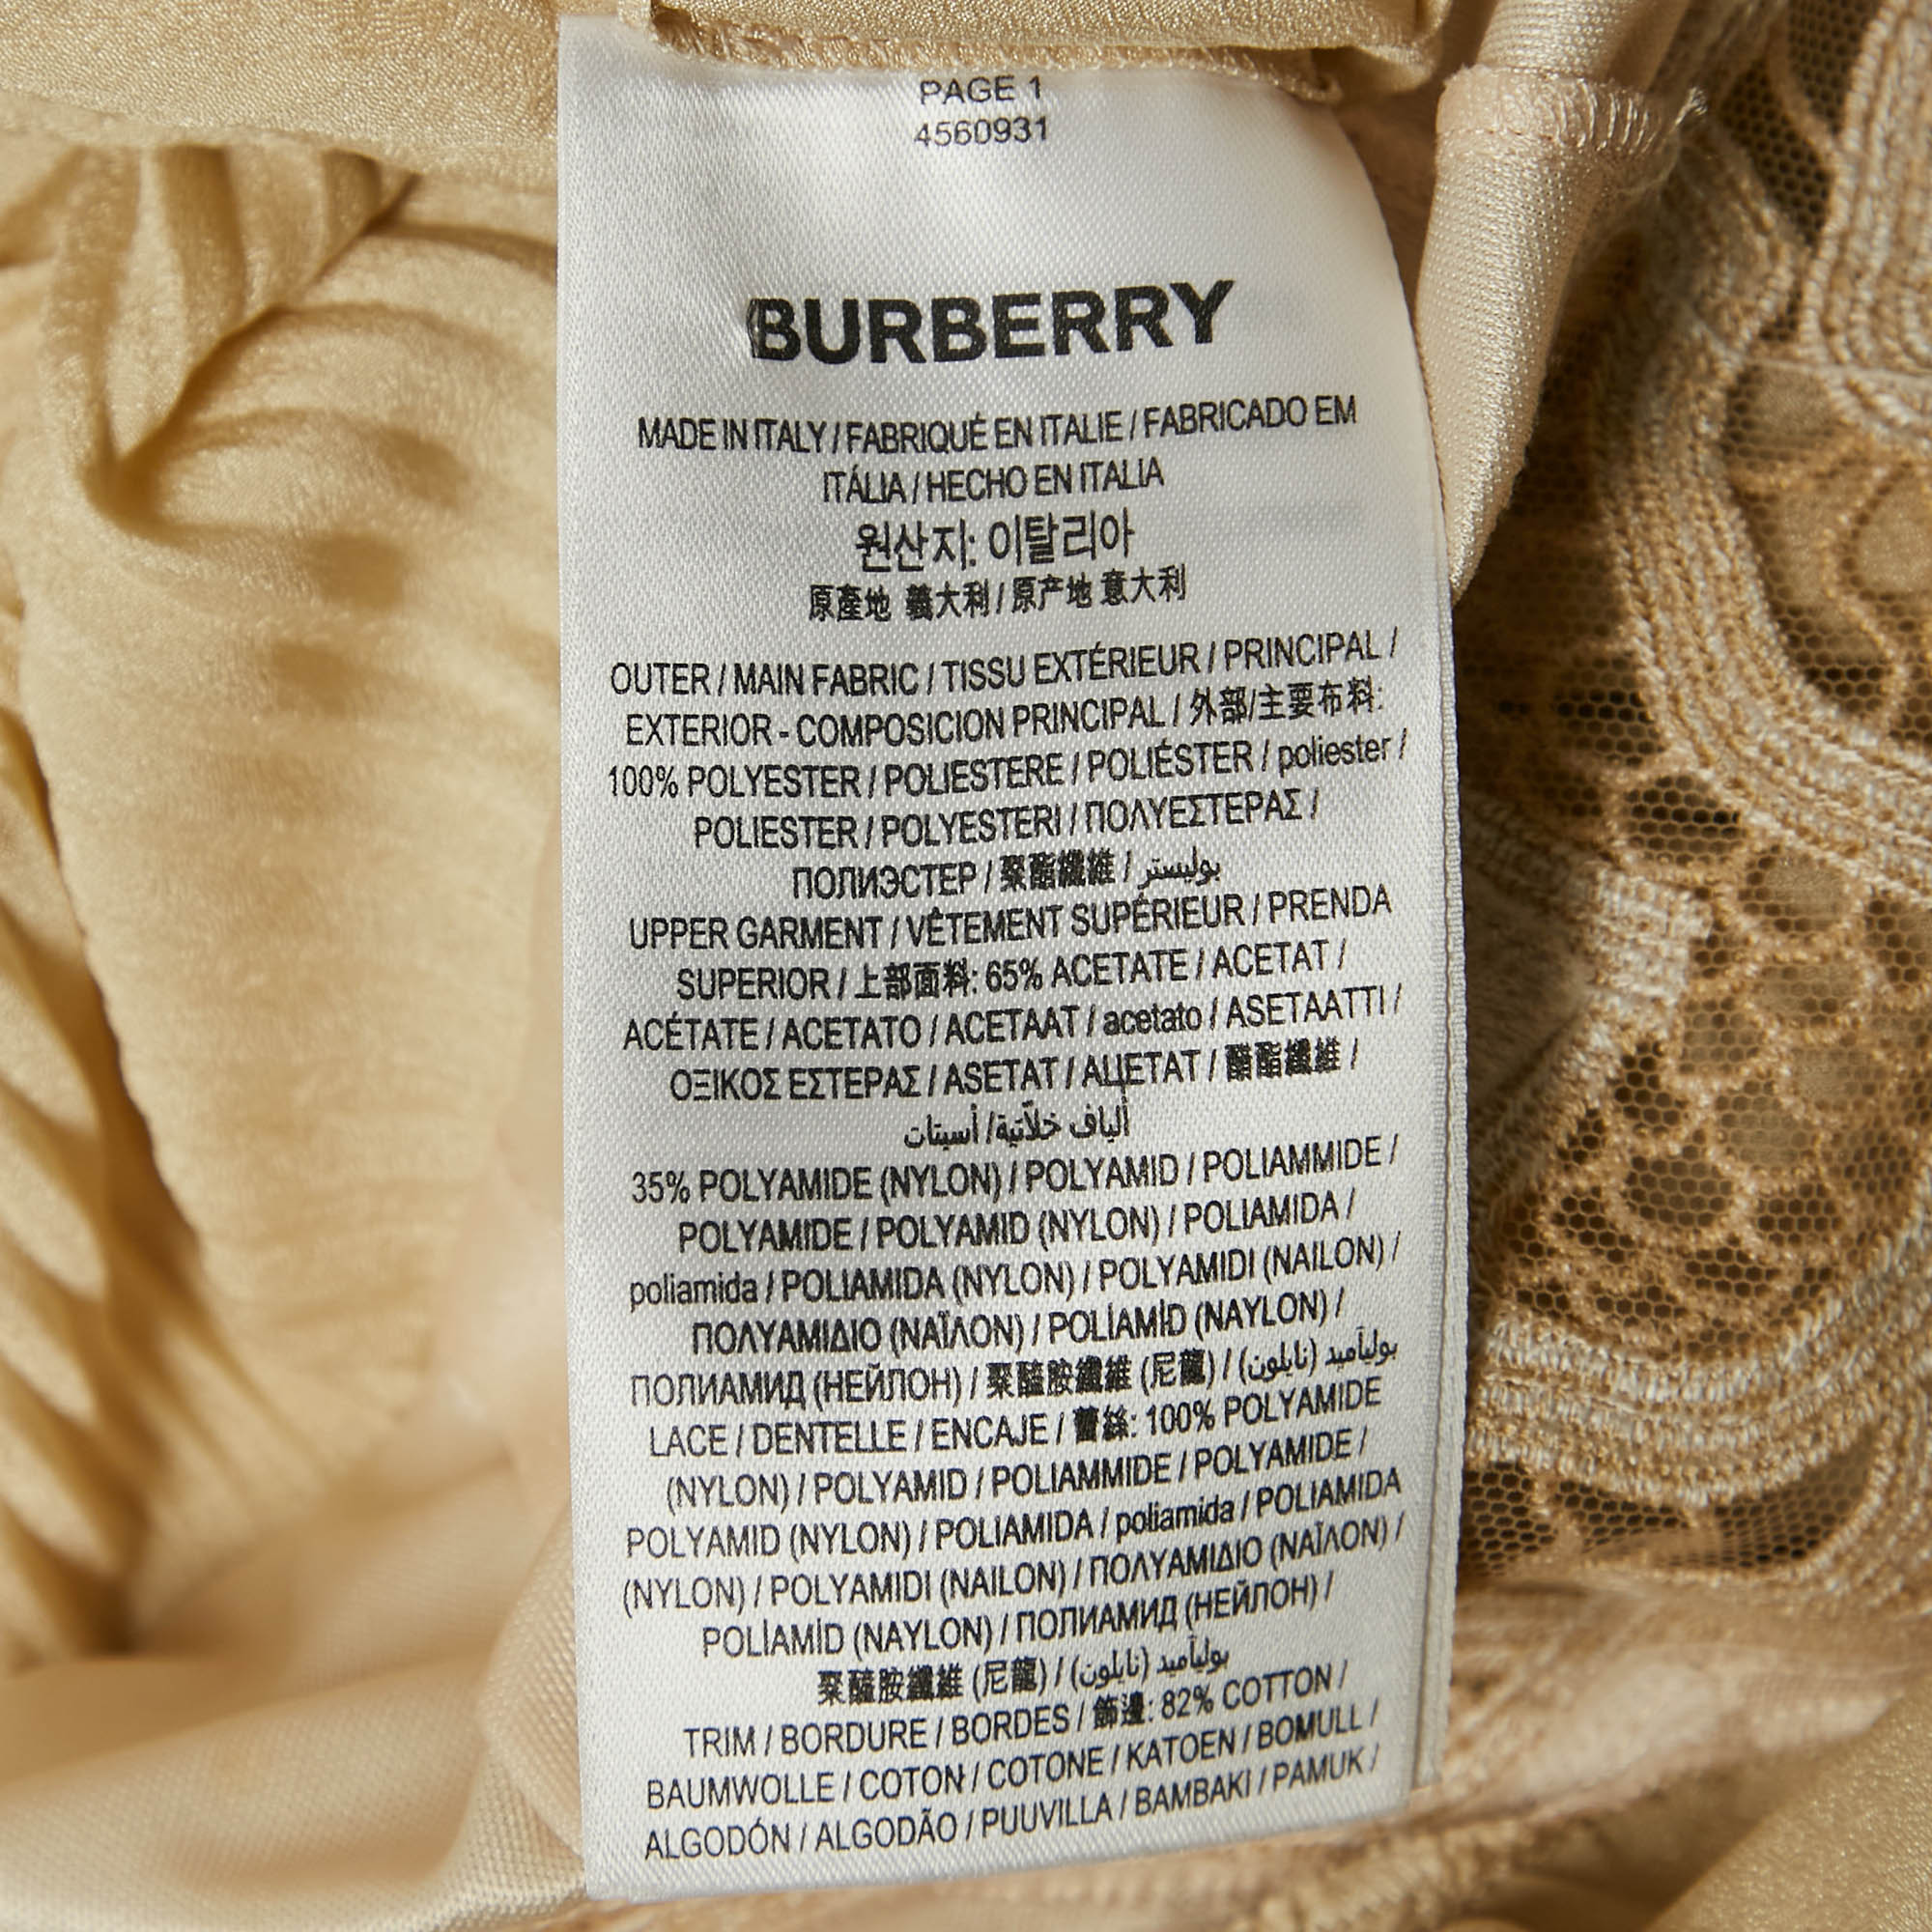 PAGE 1
4560931
BURBERRY
MADE IN ITALY / FABRIQUÉ EN ITALIE / FABRICADO EM
ITÁLIA / HECHO EN ITALIA
원산지: 이탈리아
原產地 義大利 / 原产地 意大利
OUTER / MAIN FABRIC / TISSU EXTÉRIEUR / PRINCIPAL /
EXTERIOR - COMPOSICION PRINCIPAL / 外部/主要布料:
100% POLYESTER / POLIESTERE / POLIÉSTER / poliester /
POLIESTER / POLYESTERI / ΠΟΛΥΕΣΤΕΡΑΣ /
ПОЛИЭСТЕР / 聚酯纖維 / بوليستر
UPPER GARMENT / VÊTEMENT SUPÉRIEUR / PRENDA
SUPERIOR / 上部面料: 65% ACETATE / ACETAT /
ACÉTATE / ACETATO / ACETAAT / acetato / ASETAATTI /
ΟΞΙΚΟΣ ΕΣΤΕΡΑΣ / ASETAT / АЦЕТАТ / 醋酯纖維 /
ألياف خلاّتية/ أسيتات
35% POLYAMIDE (NYLON) / POLYAMID / POLIAMMIDE /
POLYAMIDE / POLYAMID (NYLON) / POLIAMIDA /
poliamida / POLIAMIDA (NYLON) / POLYAMIDI (NAILON) /
ΠΟΛΥΑΜΙΔΙΟ (ΝΑΪΛΟΝ) / POLİAMİD (NAYLON) /
ПОЛИАМИД (НЕЙЛОН) / 聚醯胺纖維 (尼龍) / بوليآميد (نايلون)
LACE / DENTELLE / ENCAJE / 蕾絲: 100% POLYAMIDE
(NYLON) / POLYAMID / POLIAMMIDE / POLYAMIDE /
POLYAMID (NYLON) / POLIAMIDA / poliamida / POLIAMIDA
(NYLON) / POLYAMIDI (NAILON) / ΠΟΛΥΑΜΙΔΙΟ (ΝΑΪΛΟΝ) /
POLİAMİD (NAYLON) / ПОЛИАМИД (НЕЙЛОН) /
聚醯胺纖維 (尼龍) / بوليآميد (نايلون)
TRIM / BORDURE / BORDES / 飾邊: 82% COTTON /
BAUMWOLLE / COTON / COTONE / KATOEN / BOMULL /
ALGODÓN / ALGODÃO / PUUVILLA / BAMBAKI / PAMUK /